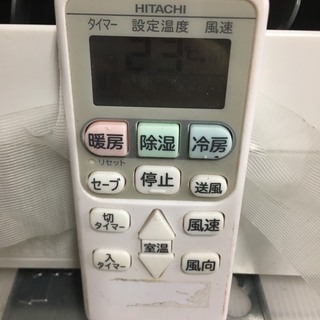 HITACHI
タイマー 設定温度 風速
23℃
暖房 除湿 冷房
リセット
セーブ 停止 送風
切タイマー 室温 風速
入タイマー 風向